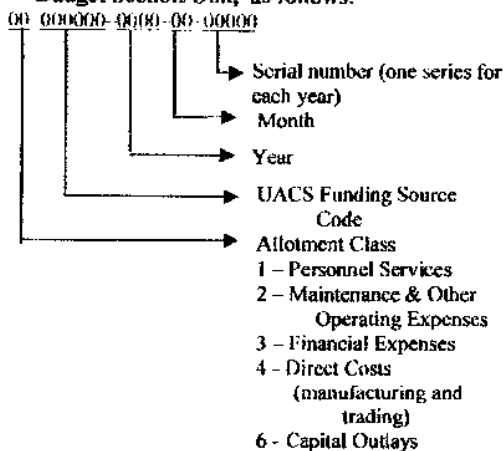 Budget Section/Unit, as follows:
00 000000-0000-00-00000
Serial number (one series for
each year)
Month
Year
UACS Funding Source
Code
Allotment Class
1 – Personnel Services
2 – Maintenance & Other
Operating Expenses
3 – Financial Expenses
4 - Direct Costs
(manufacturing and
trading)
6 - Capital Outlays